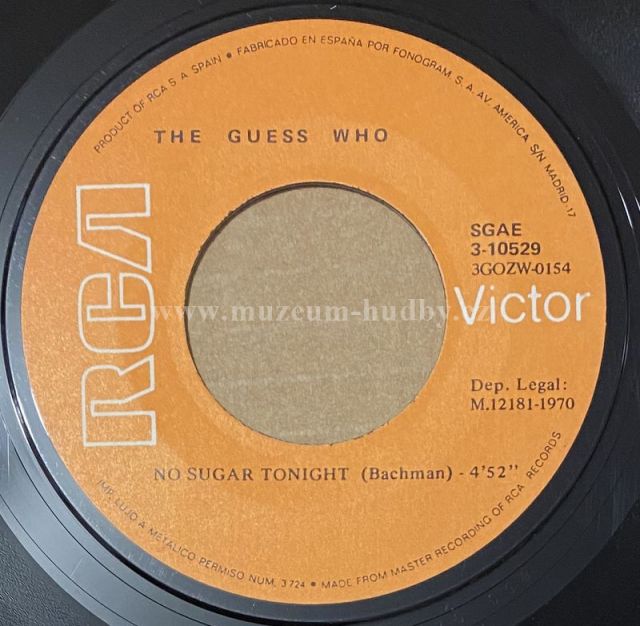 PRODUCT OF RCA S A SPAIN • FABRICADO EN ESPAÑA POR FONOGRAM, S. A. AV. AMERICA S/N MADRID-17
THE GUESS WHO
RCA
SGAE
3-10529
3GOZW-0154
Victor
www.muzeum-hudby.cz
Dep. Legal:
M.12181-1970
NO SUGAR TONIGHT (Bachman) - 4'52"
IMP. LUJO A METALICO PERMISO NUM. 3724 • MADE FROM MASTER RECORDING OF RCA RECORDS